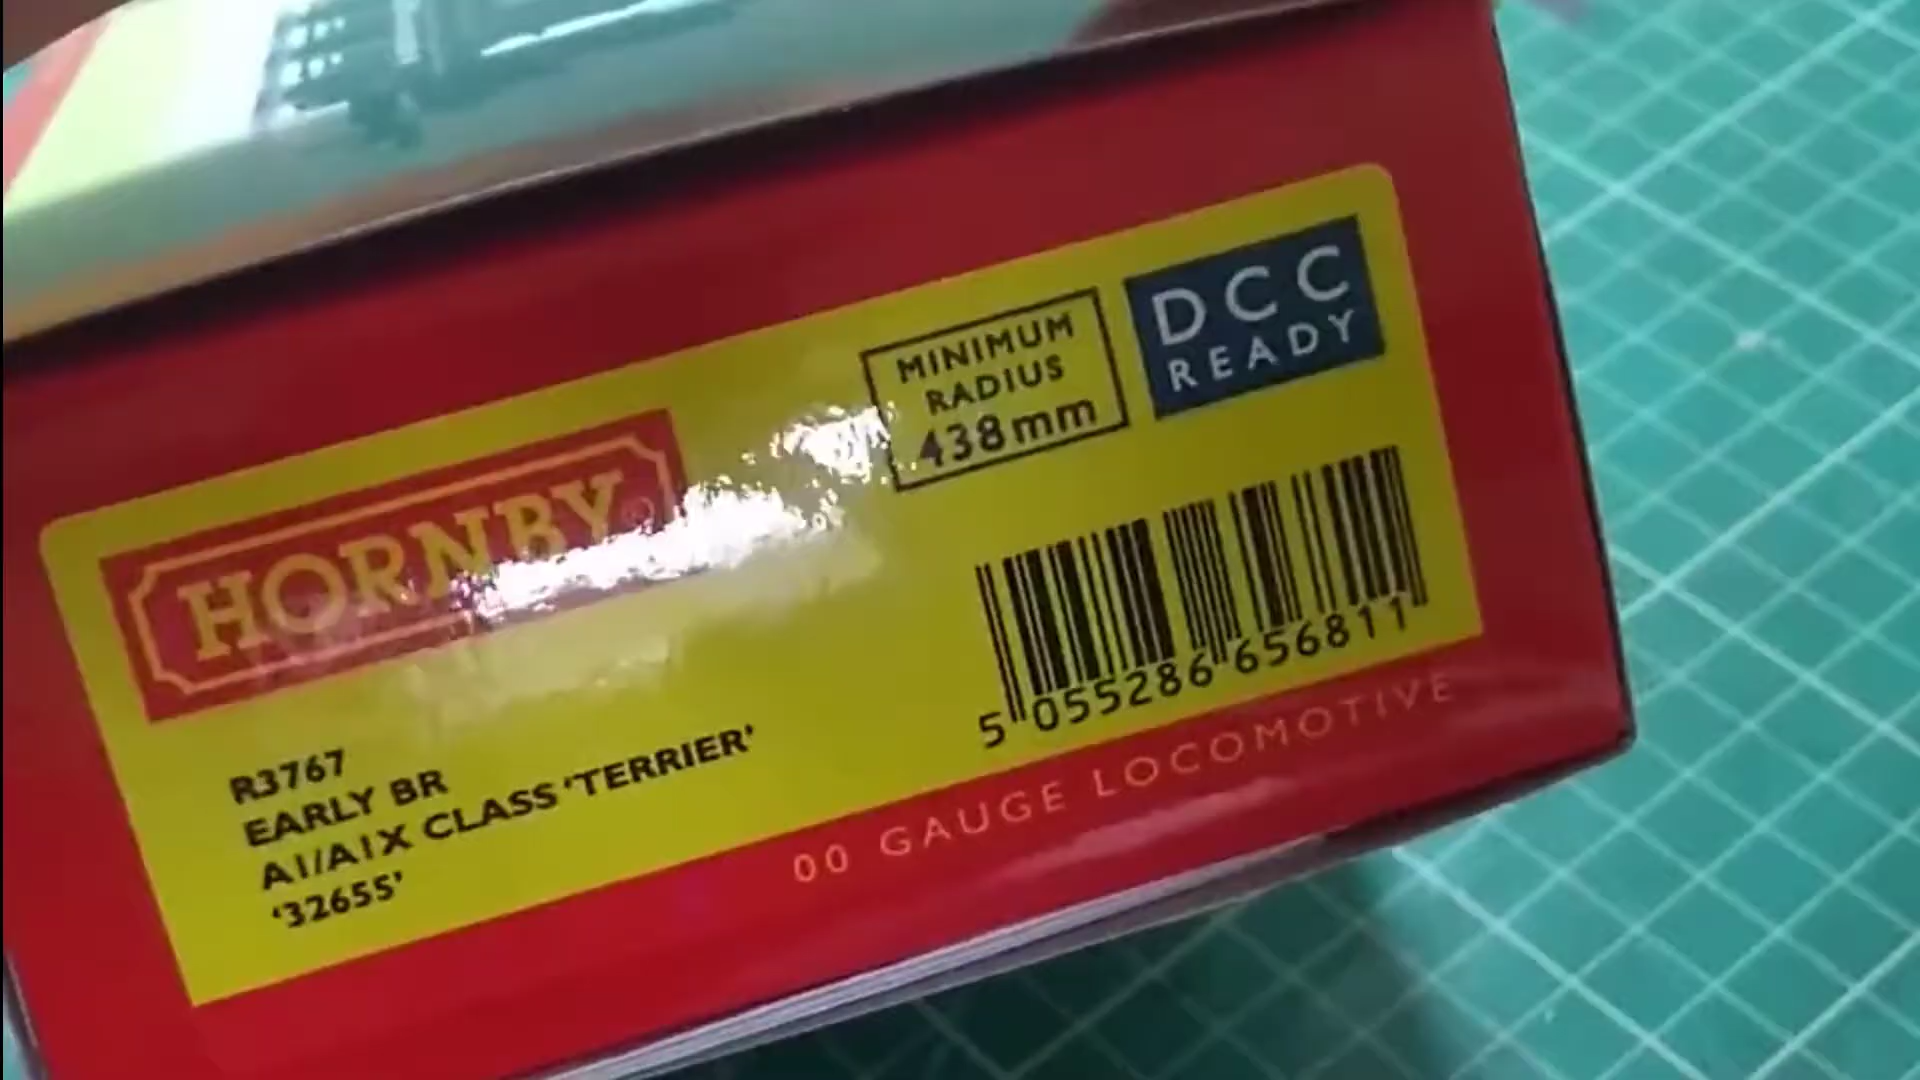 HORNBY®
MINIMUM
RADIUS
438mm
DCC
READY
R3767
EARLY BR
A1/A1X CLASS ‘TERRIER’
‘32655’
5 055286 656811
00 GAUGE LOCOMOTIVE